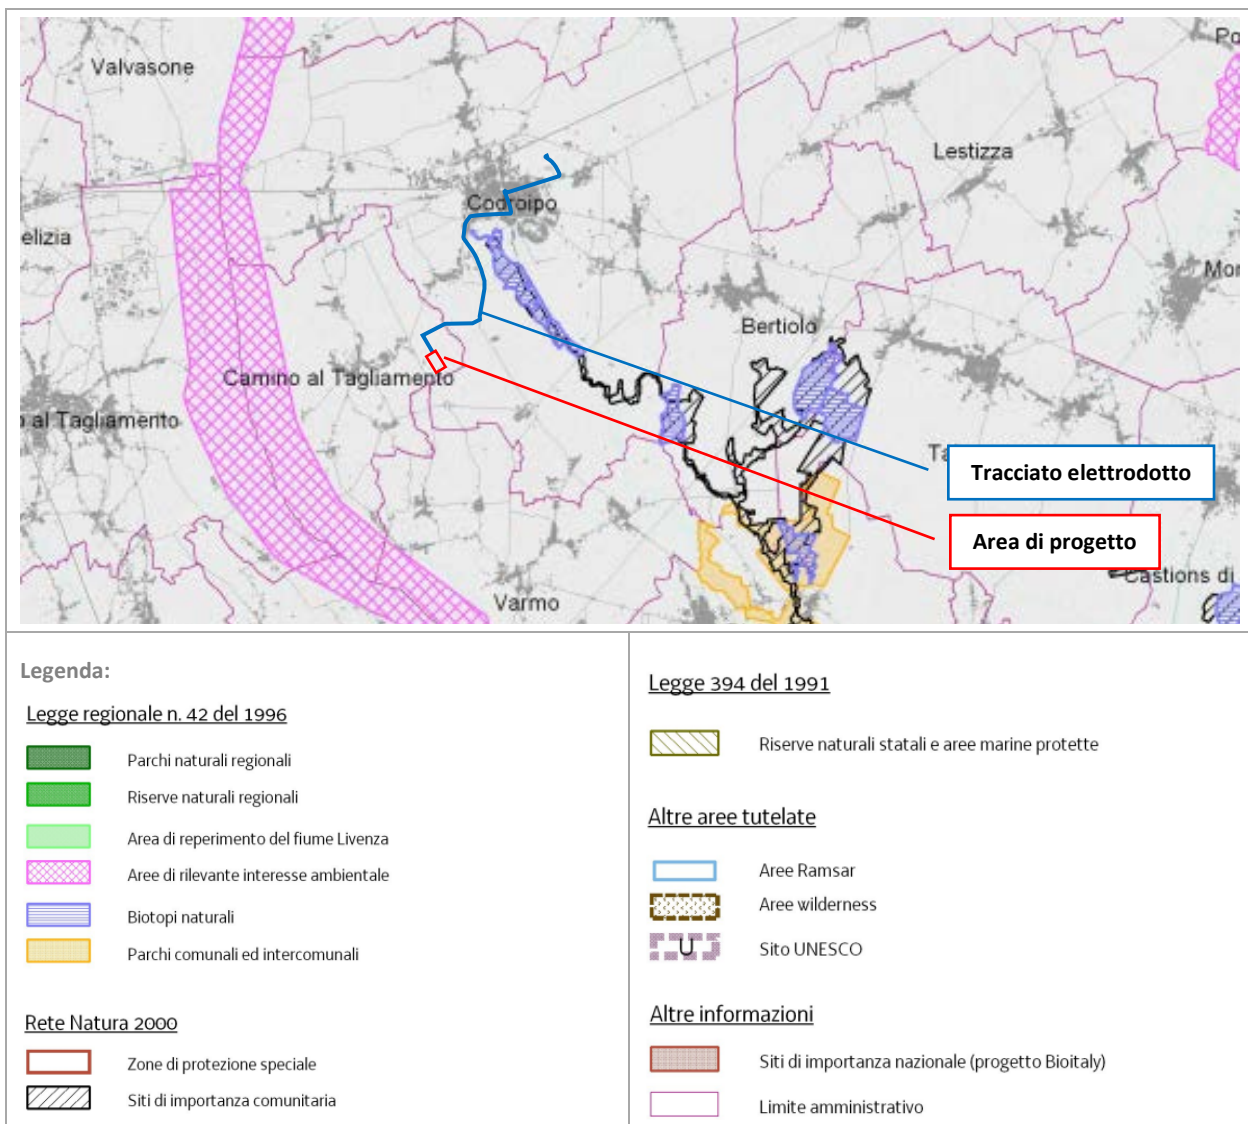 Valvasone
Po
Lestizza
Codroipo
elizia
Mor
Bertiolo
Camino al Tagliamento
al Tagliamento
Ta
Tracciato elettrodotto
Area di progetto
Castions di
Varmo
Legenda:
Legge regionale n. 42 del 1996
Parchi naturali regionali
Riserve naturali regionali
Area di reperimento del fiume Livenza
Aree di rilevante interesse ambientale
Biotopi naturali
Parchi comunali ed intercomunali
Rete Natura 2000
Zone di protezione speciale
Siti di importanza comunitaria
Legge 394 del 1991
Riserve naturali statali e aree marine protette
Altre aree tutelate
Aree Ramsar
Aree wilderness
U
Sito UNESCO
Altre informazioni
Siti di importanza nazionale (progetto Bioitaly)
Limite amministrativo